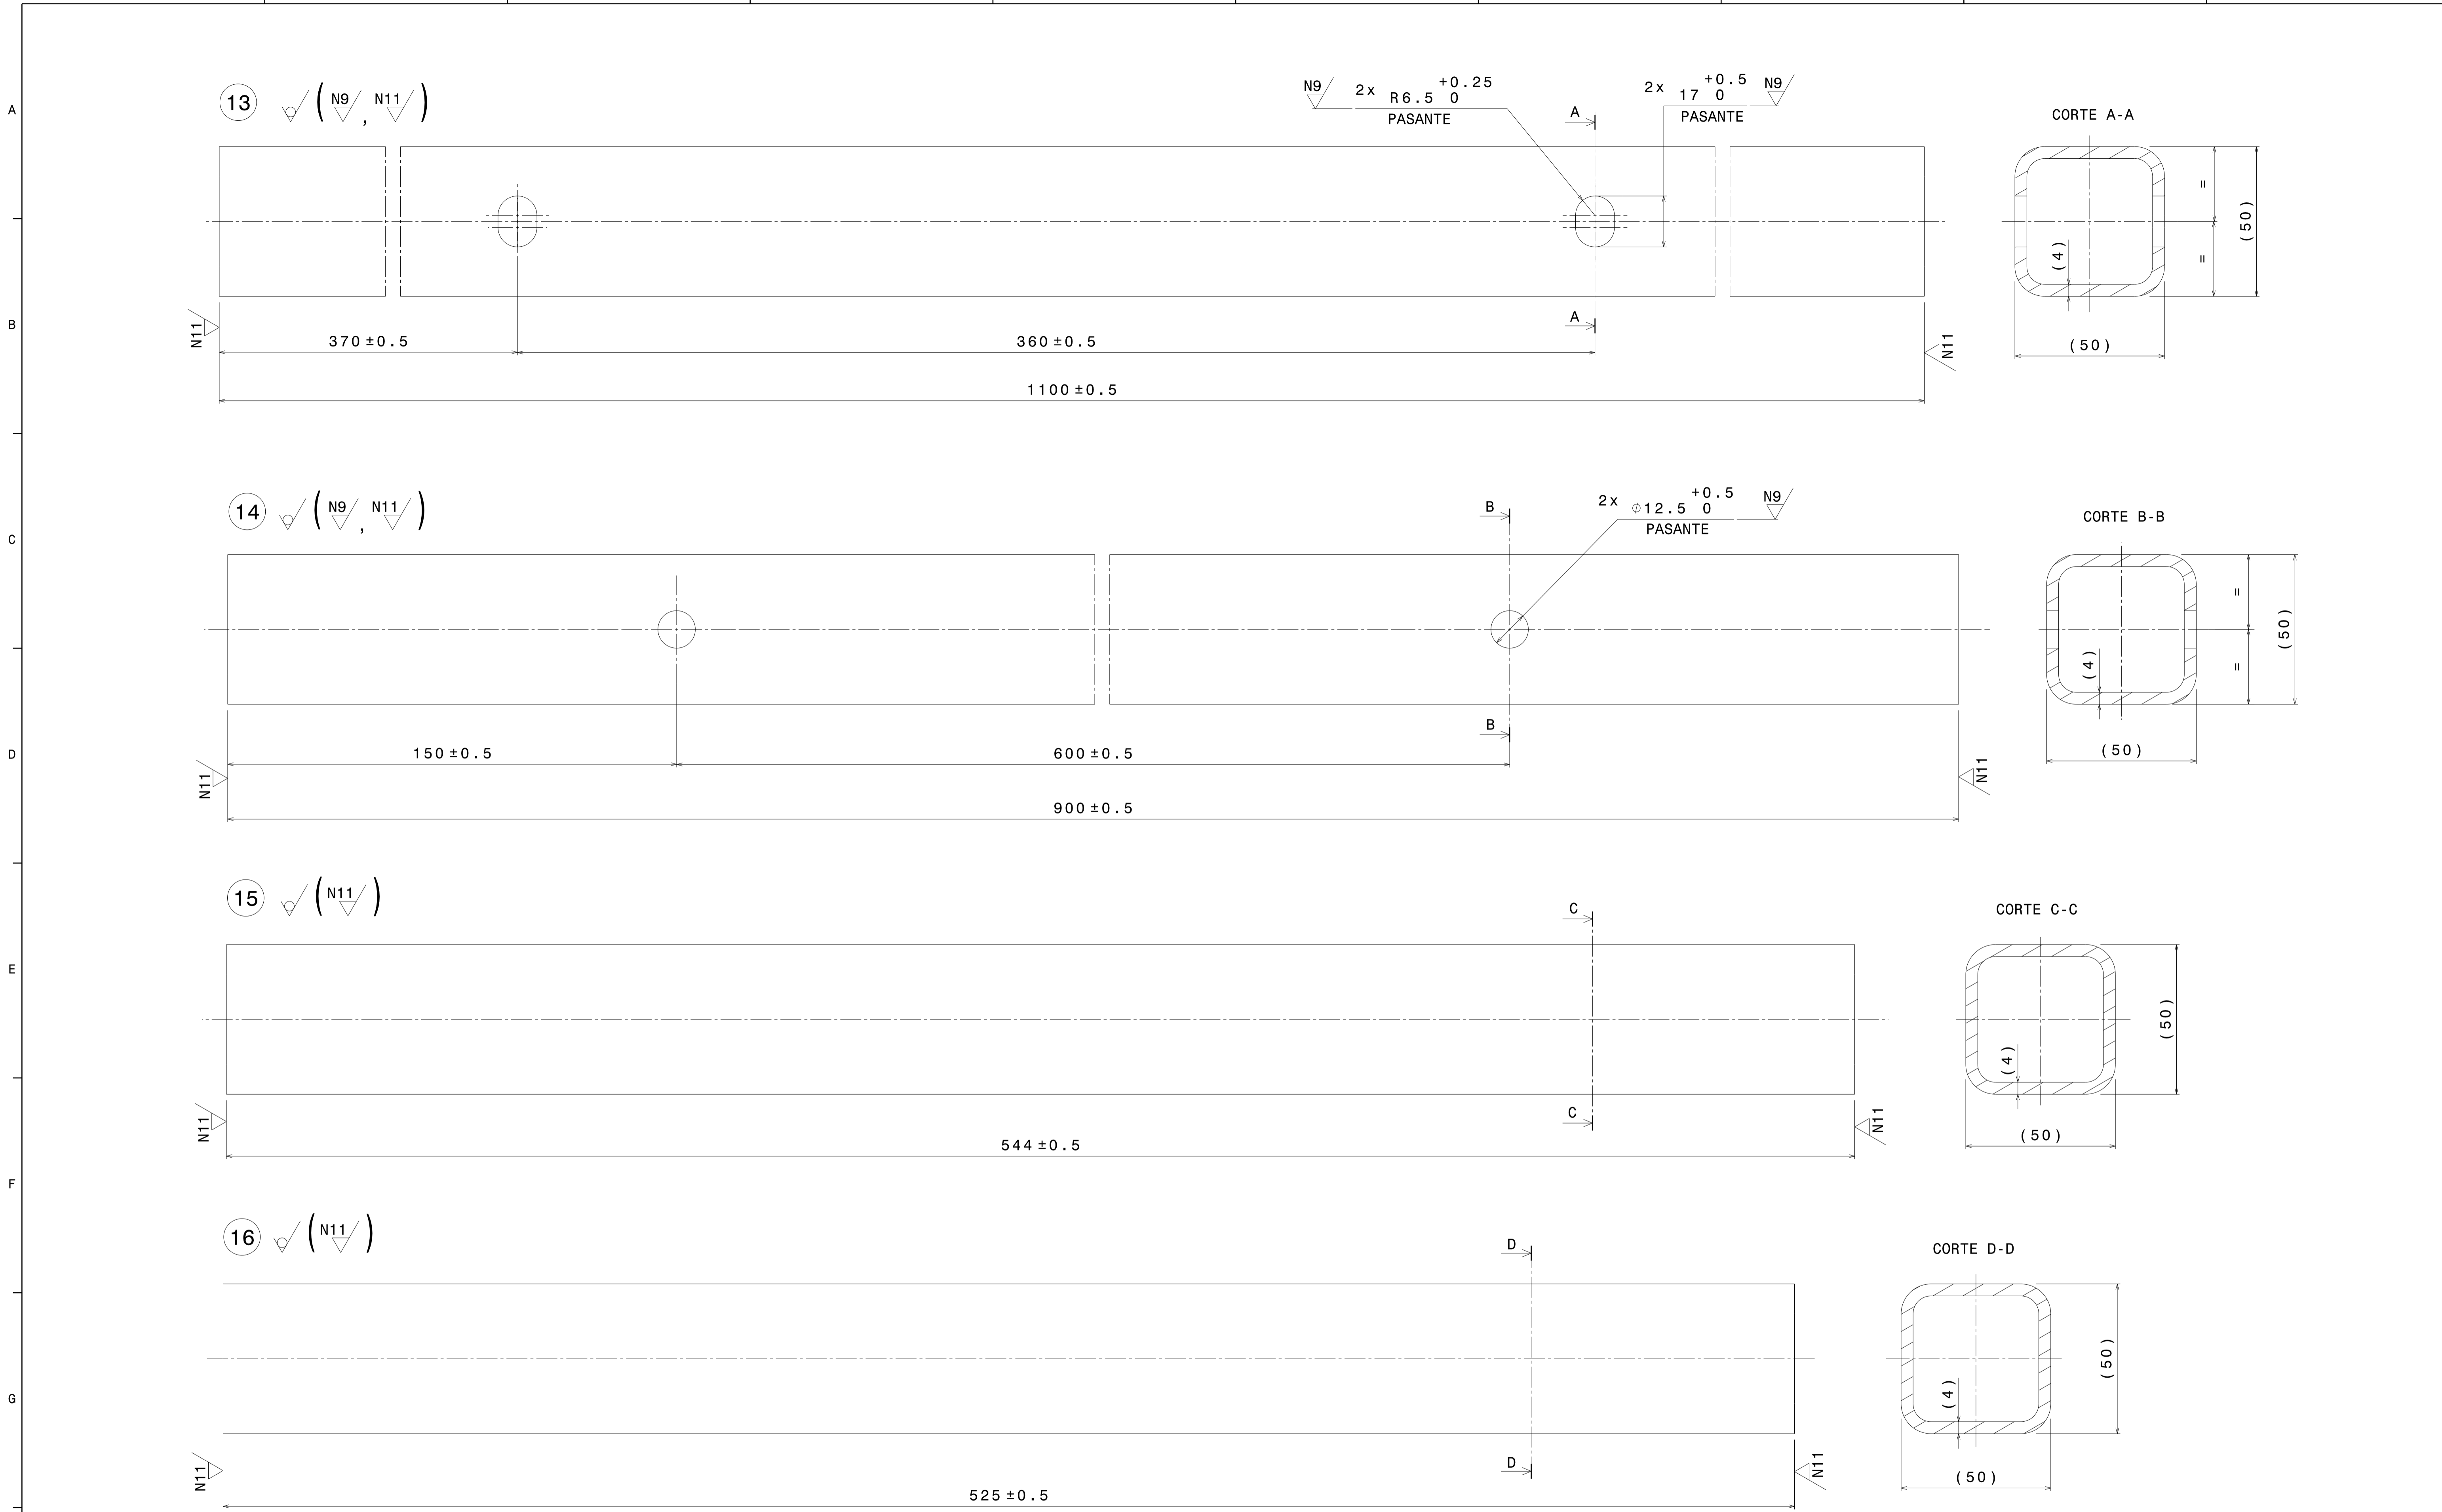 13 ( N9 , N11 )
N9 2x R6.5 +0.25 0
PASANTE
2x 17 +0.5 0 N9
PASANTE
A
A
CORTE A-A
=
=
(50)
(4)
(50)
A
B
N11
370±0.5
360±0.5
N11
1100±0.5
14 ( N9 , N11 )
B
2x ⌀12.5 +0.5 0 N9
PASANTE
CORTE B-B
C
=
=
(50)
(4)
(50)
B
D
N11
150±0.5
600±0.5
N11
900±0.5
15 ( N11 )
C
CORTE C-C
E
(50)
(4)
(50)
C
N11
544±0.5
N11
F
16 ( N11 )
D
CORTE D-D
(50)
(4)
(50)
G
D
N11
525±0.5
N11